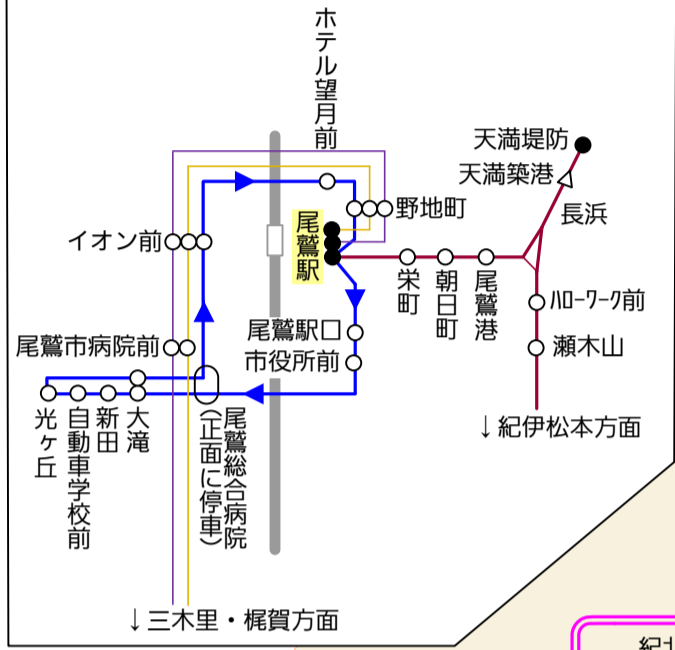 ホテル望月前
天満堤防
天満築港
長浜
野地町
尾鷲駅
イオン前
栄町
朝日町
尾鷲港
ﾊﾛｰﾜｰｸ前
瀬木山
尾鷲駅口
市役所前
尾鷲市病院前
光ヶ丘
自動車学校前
新田
大滝
尾鷲総合病院
(正面に停車)
↓紀伊松本方面
↓三木里・梶賀方面